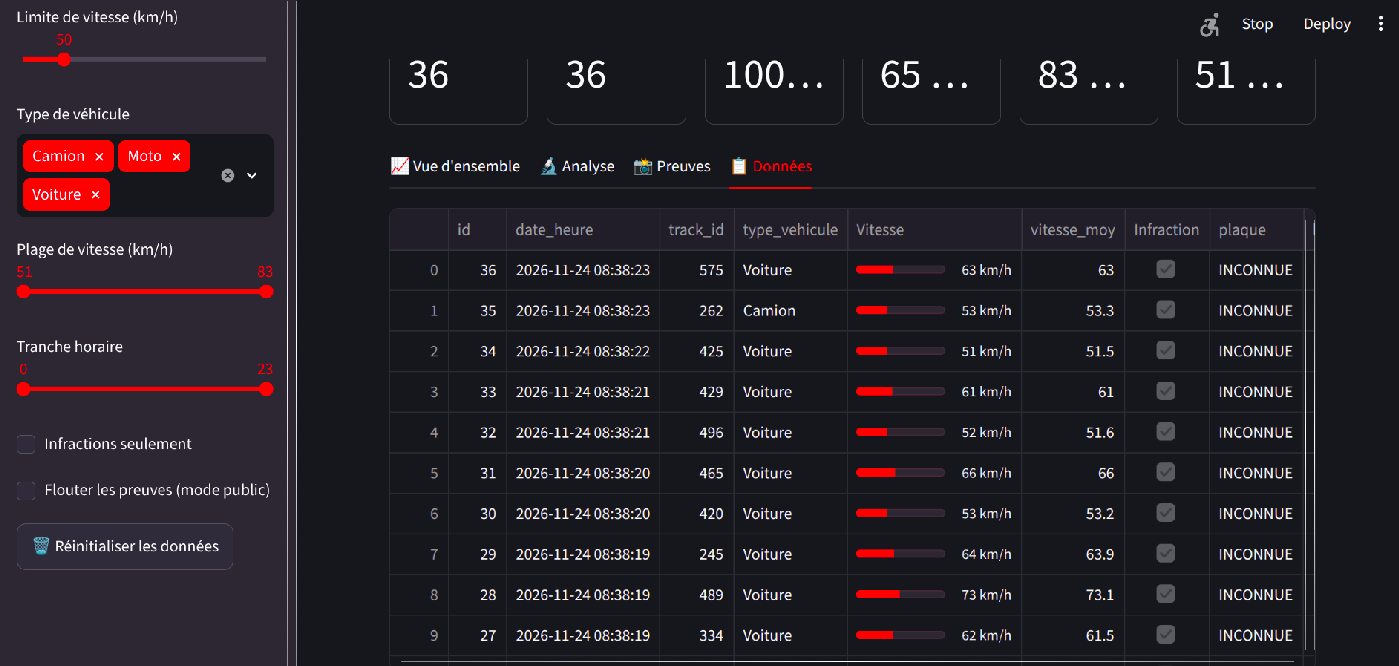 Limite de vitesse (km/h)
50
Type de véhicule
Camion × Moto ×
Voiture ×
Plage de vitesse (km/h)
51 83
Tranche horaire
0 23
Infractions seulement
Flouter les preuves (mode public)
Réinitialiser les données
Stop Deploy
36 36 100... 65 ... 83 ... 51 ...
Vue d'ensemble Analyse Preuves Données
id date_heure track_id type_vehicule Vitesse vitesse_moy Infraction plaque
0 36 2026-11-24 08:38:23 575 Voiture 63 km/h 63 INCONNUE
1 35 2026-11-24 08:38:23 262 Camion 53 km/h 53.3 INCONNUE
2 34 2026-11-24 08:38:22 425 Voiture 51 km/h 51.5 INCONNUE
3 33 2026-11-24 08:38:21 429 Voiture 61 km/h 61 INCONNUE
4 32 2026-11-24 08:38:21 496 Voiture 52 km/h 51.6 INCONNUE
5 31 2026-11-24 08:38:20 465 Voiture 66 km/h 66 INCONNUE
6 30 2026-11-24 08:38:20 420 Voiture 53 km/h 53.2 INCONNUE
7 29 2026-11-24 08:38:19 245 Voiture 64 km/h 63.9 INCONNUE
8 28 2026-11-24 08:38:19 489 Voiture 73 km/h 73.1 INCONNUE
9 27 2026-11-24 08:38:19 334 Voiture 62 km/h 61.5 INCONNUE